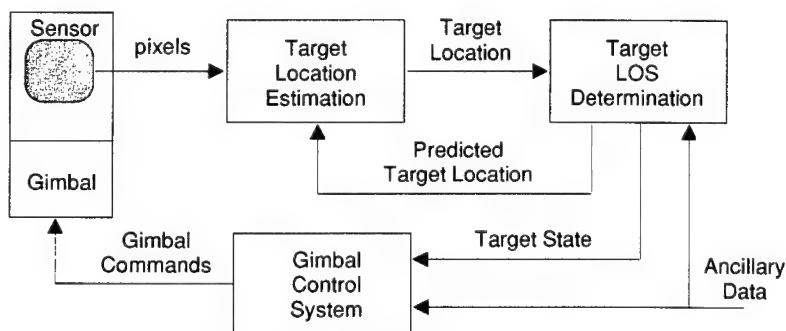 Sensor
pixels
Target
Location
Estimation
Target
Location
Target
LOS
Determination
Predicted
Target Location
Gimbal
Gimbal
Commands
Gimbal
Control
System
Target State
Ancillary
Data